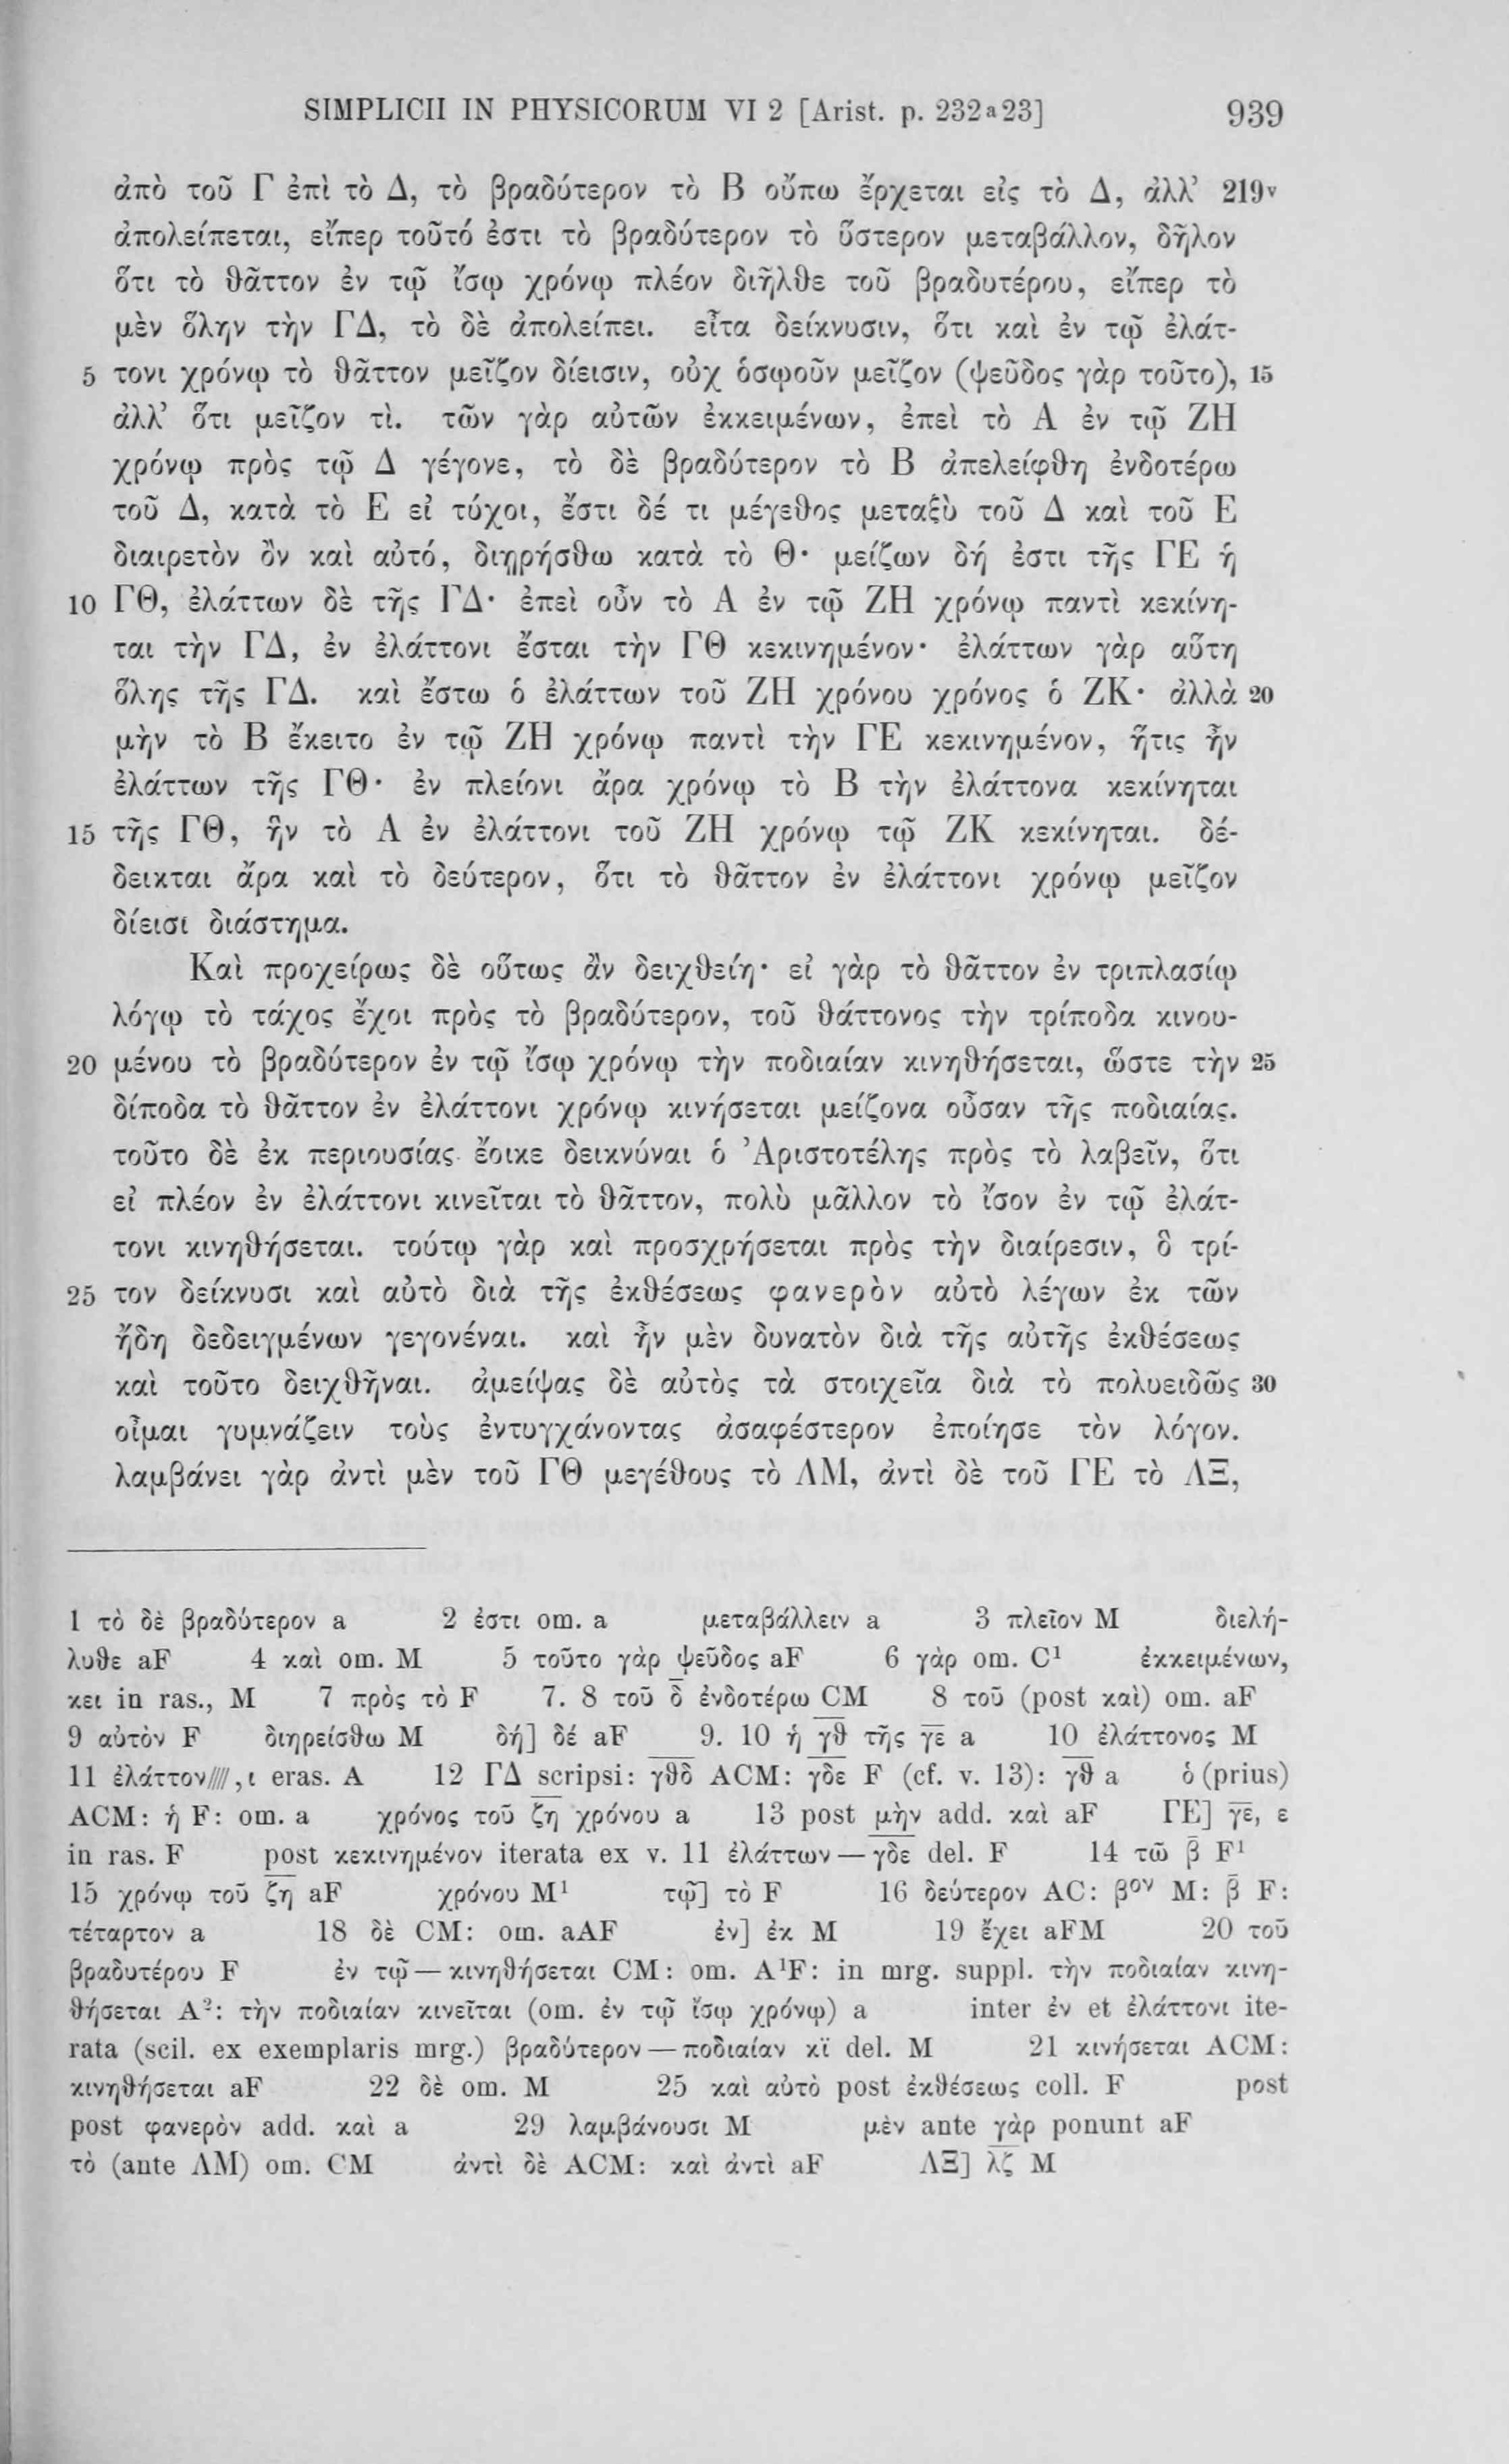 SIMPLICII IN PHYSICORUM VI 2 [Arist. p. 232a23] 939
ἀπὸ τοῦ Γ ἐπὶ τὸ Δ, τὸ βραδύτερον τὸ Β οὔπω ἔρχεται εἰς τὸ Δ, ἀλλ’ 219v
ἀπολείπεται, εἴπερ τοῦτό ἐστι τὸ βραδύτερον τὸ ὕστερον μεταβάλλον, δῆλον
ὅτι τὸ θᾶττον ἐν τῷ ἴσῳ χρόνῳ πλέον διῆλθε τοῦ βραδυτέρου, εἴπερ τὸ
μὲν ὅλην τὴν ΓΔ, τὸ δὲ ἀπολείπει. εἶτα δείκνυσιν, ὅτι καὶ ἐν τῷ ἐλάτ-
5 τονι χρόνῳ τὸ θᾶττον μεῖζον δίεισιν, οὐχ ὁσῳοῦν μεῖζον (ψεῦδος γὰρ τοῦτο), 15
ἀλλ’ ὅτι μεῖζον τὶ. τῶν γὰρ αὐτῶν ἐκκειμένων, ἐπεὶ τὸ Α ἐν τῷ ΖΗ
χρόνῳ πρὸς τῷ Δ γέγονε, τὸ δὲ βραδύτερον τὸ Β ἀπελείφθη ἐνδοτέρω
τοῦ Δ, κατὰ τὸ Ε εἰ τύχοι, ἔστι δέ τι μέγεθος μεταξὺ τοῦ Δ καὶ τοῦ Ε
διαιρετὸν ὂν καὶ αὐτό, διῃρήσθω κατὰ τὸ Θ· μείζων δή ἐστι τῆς ΓΕ ἡ
10 ΓΘ, ἐλάττων δὲ τῆς ΓΔ· ἐπεὶ οὖν τὸ Α ἐν τῷ ΖΗ χρόνῳ παντὶ κεκίνη-
ται τὴν ΓΔ, ἐν ἐλάττονι ἔσται τὴν ΓΘ κεκινημένον· ἐλάττων γὰρ αὕτη
ὅλης τῆς ΓΔ. καὶ ἔστω ὁ ἐλάττων τοῦ ΖΗ χρόνου χρόνος ὁ ΖΚ· ἀλλὰ 20
μὴν τὸ Β ἔκειτο ἐν τῷ ΖΗ χρόνῳ παντὶ τὴν ΓΕ κεκινημένον, ἥτις ἦν
ἐλάττων τῆς ΓΘ· ἐν πλείονι ἄρα χρόνῳ τὸ Β τὴν ἐλάττονα κεκίνηται
15 τῆς ΓΘ, ἣν τὸ Α ἐν ἐλάττονι τοῦ ΖΗ χρόνῳ τῷ ΖΚ κεκίνηται. δέ-
δεικται ἄρα καὶ τὸ δεύτερον, ὅτι τὸ θᾶττον ἐν ἐλάττονι χρόνῳ μεῖζον
δίεισι διάστημα.
Καὶ προχείρως δὲ οὕτως ἂν δειχθείη· εἰ γὰρ τὸ θᾶττον ἐν τριπλασίῳ
λόγῳ τὸ τάχος ἔχοι πρὸς τὸ βραδύτερον, τοῦ θάττονος τὴν τρίποδα κινου-
20 μένου τὸ βραδύτερον ἐν τῷ ἴσῳ χρόνῳ τὴν ποδιαίαν κινηθήσεται, ὥστε τὴν 25
δίποδα τὸ θᾶττον ἐν ἐλάττονι χρόνῳ κινήσεται μείζονα οὖσαν τῆς ποδιαίας.
τοῦτο δὲ ἐκ περιουσίας ἔοικε δεικνύναι ὁ Ἀριστοτέλης πρὸς τὸ λαβεῖν, ὅτι
εἰ πλέον ἐν ἐλάττονι κινεῖται τὸ θᾶττον, πολὺ μᾶλλον τὸ ἴσον ἐν τῷ ἐλάτ-
τονι κινηθήσεται. τούτῳ γὰρ καὶ προσχρήσεται πρὸς τὴν διαίρεσιν, ὃ τρί-
25 τον δείκνυσι καὶ αὐτὸ διὰ τῆς ἐκθέσεως φανερὸν αὐτὸ λέγων ἐκ τῶν
ἤδη δεδειγμένων γεγονέναι. καὶ ἦν μὲν δυνατὸν διὰ τῆς αὐτῆς ἐκθέσεως
καὶ τοῦτο δειχθῆναι. ἀμείψας δὲ αὐτὸς τὰ στοιχεῖα διὰ τὸ πολυειδῶς 30
οἶμαι γυμνάζειν τοὺς ἐντυγχάνοντας ἀσαφέστερον ἐποίησε τὸν λόγον.
λαμβάνει γὰρ ἀντὶ μὲν τοῦ ΓΘ μεγέθους τὸ ΛΜ, ἀντὶ δὲ τοῦ ΓΕ τὸ ΛΞ,
1 τὸ δὲ βραδύτερον a 2 ἐστι om. a μεταβάλλειν a 3 πλεῖον M διελή-
λυθε aF 4 καὶ om. M 5 τοῦτο γὰρ ψεῦδος aF 6 γὰρ om. C¹ ἐκκειμένων,
κει in ras., M 7 πρὸς τὸ F 7. 8 τοῦ δ̄ ἐνδοτέρω CM 8 τοῦ (post καὶ) om. aF
9 αὐτὸν F διηρείσθω M δή] δέ aF 9. 10 ἡ γθ τῆς γε a 10 ἐλάττονος M
11 ἐλάττον////,ι eras. A 12 ΓΔ scripsi: γθδ ACM: γδε F (cf. v. 13): γθ a ὁ (prius)
ACM: ἡ F: om. a χρόνος τοῦ ζη χρόνου a 13 post μὴν add. καὶ aF ΓΕ] γε, ε
in ras. F post κεκινημένον iterata ex v. 11 ἐλάττων — γδε del. F 14 τῶ β̄ F¹
15 χρόνῳ τοῦ ζη aF χρόνου M¹ τῷ] τὸ F 16 δεύτερον AC: βον M: β̄ F:
τέταρτον a 18 δὲ CM: om. aAF ἐν] ἐκ M 19 ἔχει aFM 20 τοῦ
βραδυτέρου F ἐν τῷ — κινηθήσεται CM: om. A¹F: in mrg. suppl. τὴν ποδιαίαν κινη-
θήσεται A²: τὴν ποδιαίαν κινεῖται (om. ἐν τῷ ἴσῳ χρόνῳ) a inter ἐν et ἐλάττονι ite-
rata (scil. ex exemplaris mrg.) βραδύτερον — ποδιαίαν κϊ del. M 21 κινήσεται ACM:
κινηθήσεται aF 22 δὲ om. M 25 καὶ αὐτὸ post ἐκθέσεως coll. F post
post φανερὸν add. καὶ a 29 λαμβάνουσι M μὲν ante γὰρ ponunt aF
τὸ (ante ΛΜ) om. CM ἀντὶ δὲ ACM: καὶ ἀντὶ aF ΛΞ] λζ M